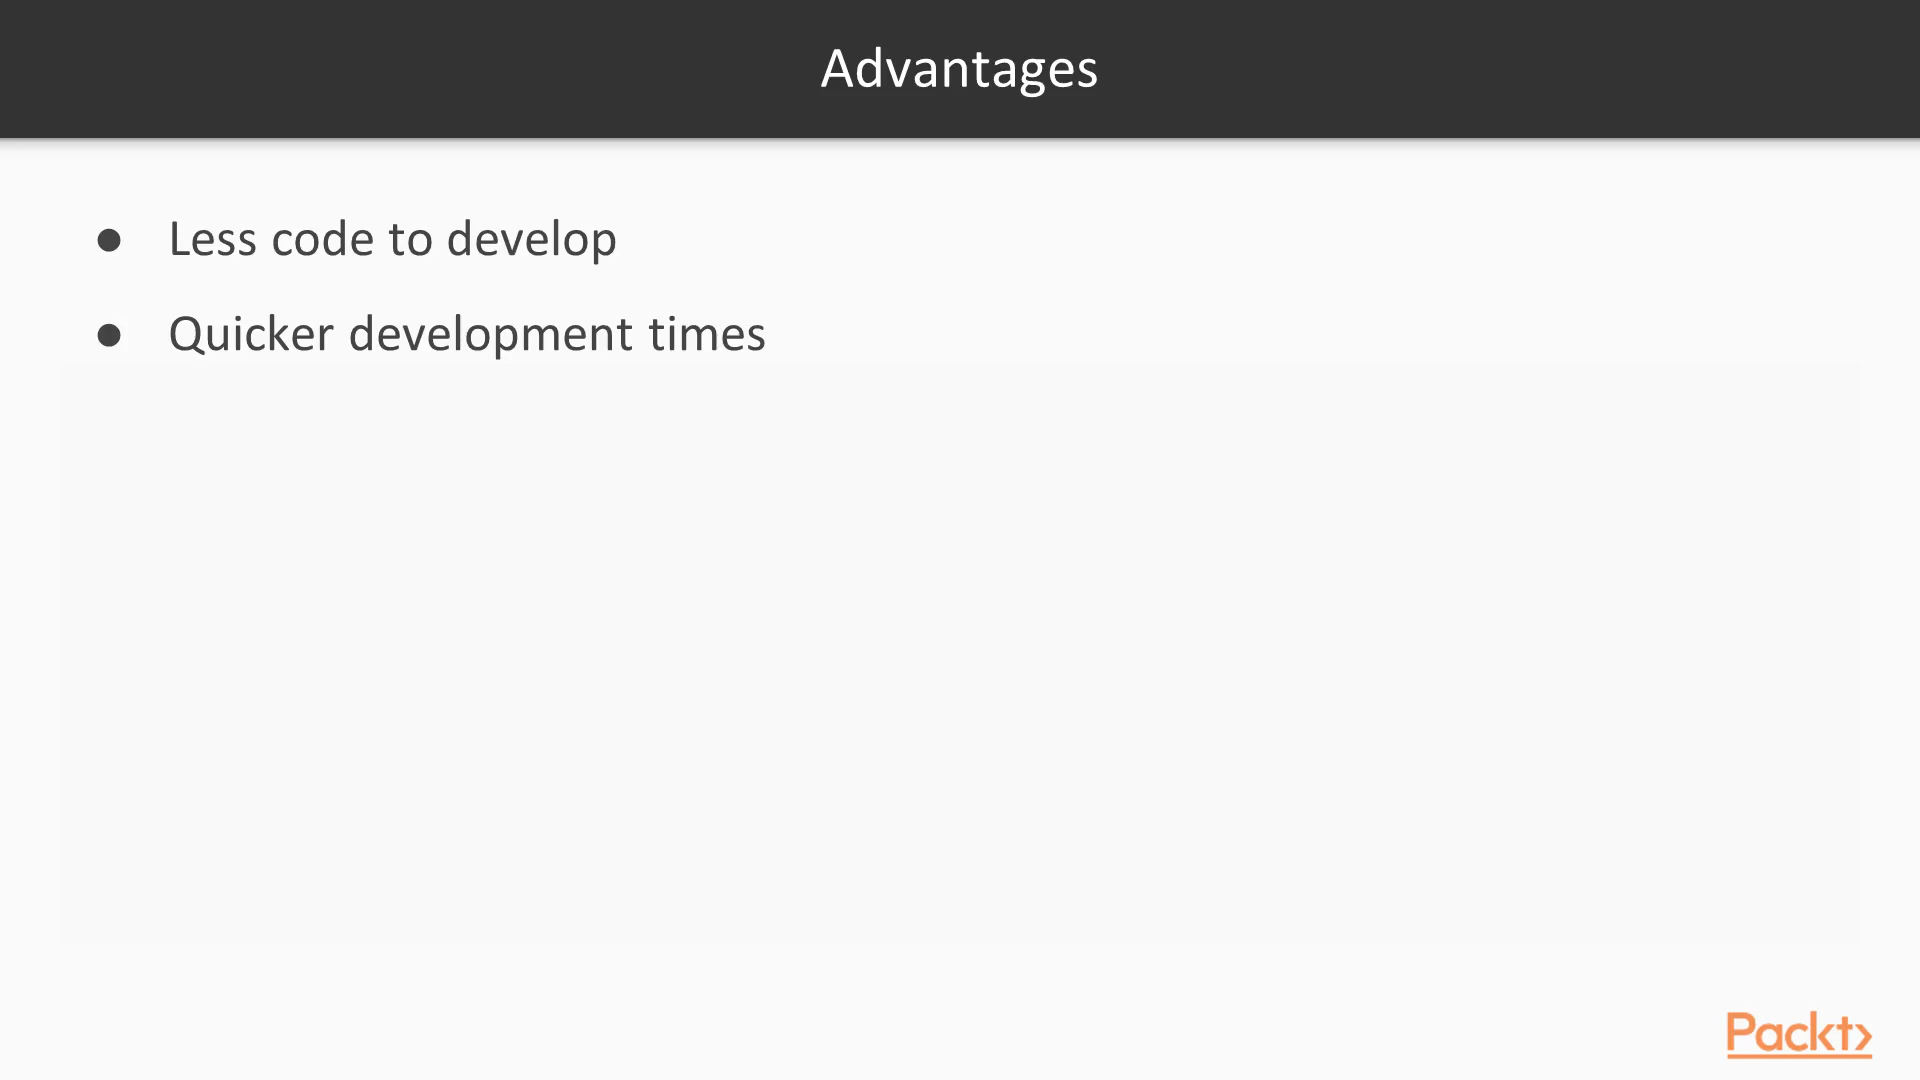 Advantages
● Less code to develop
● Quicker development times
Packt>